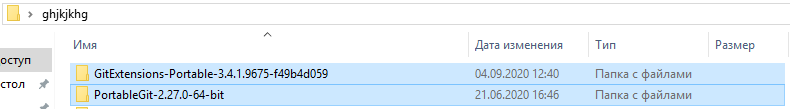 ghjkjkhg
Имя Дата изменения Тип Размер
GitExtensions-Portable-3.4.1.9675-f49b4d059 04.09.2020 12:40 Папка с файлами
PortableGit-2.27.0-64-bit 21.06.2020 16:46 Папка с файлами
оступ
стол